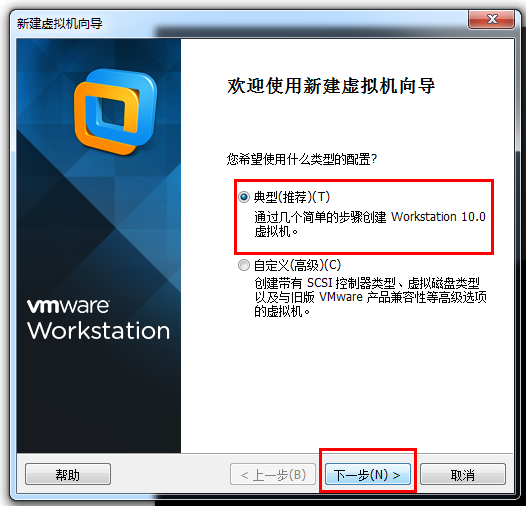 新建虚拟机向导
欢迎使用新建虚拟机向导
您希望使用什么类型的配置?
典型(推荐)(T)
通过几个简单的步骤创建 Workstation 10.0
虚拟机。
自定义(高级)(C)
创建带有 SCSI 控制器类型、虚拟磁盘类型
以及与旧版 VMware 产品兼容性等高级选项
的虚拟机。
vmware
Workstation
帮助
< 上一步(B)
下一步(N) >
取消